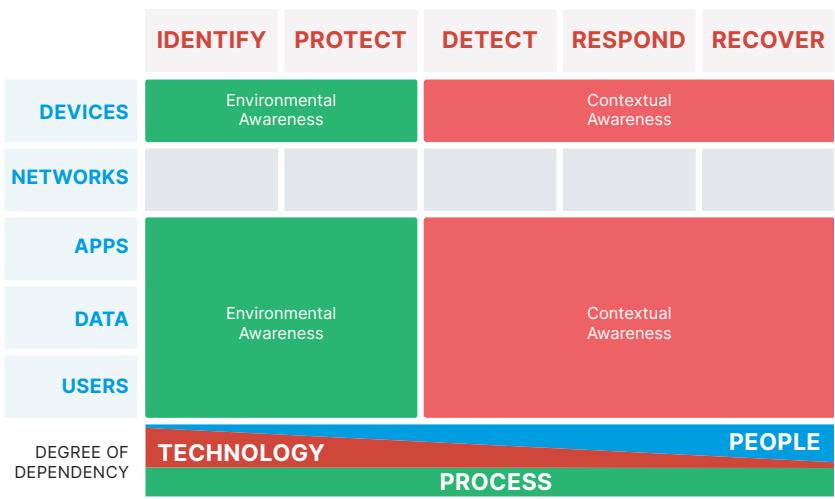 IDENTIFY PROTECT DETECT RESPOND RECOVER
DEVICES
Environmental
Awareness
Contextual
Awareness
NETWORKS
APPS
DATA
USERS
Environmental
Awareness
Contextual
Awareness
DEGREE OF
DEPENDENCY
TECHNOLOGY
PEOPLE
PROCESS